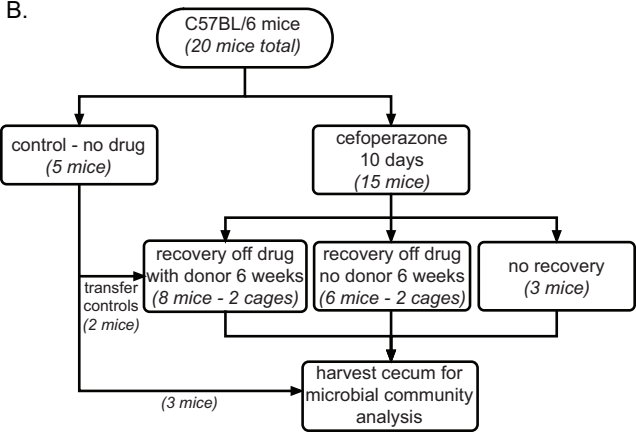 B.
C57BL/6 mice
(20 mice total)
control - no drug
(5 mice)
cefoperazone
10 days
(15 mice)
recovery off drug
with donor 6 weeks
(8 mice - 2 cages)
recovery off drug
no donor 6 weeks
(6 mice - 2 cages)
no recovery
(3 mice)
transfer
controls
(2 mice)
(3 mice)
harvest cecum for
microbial community
analysis